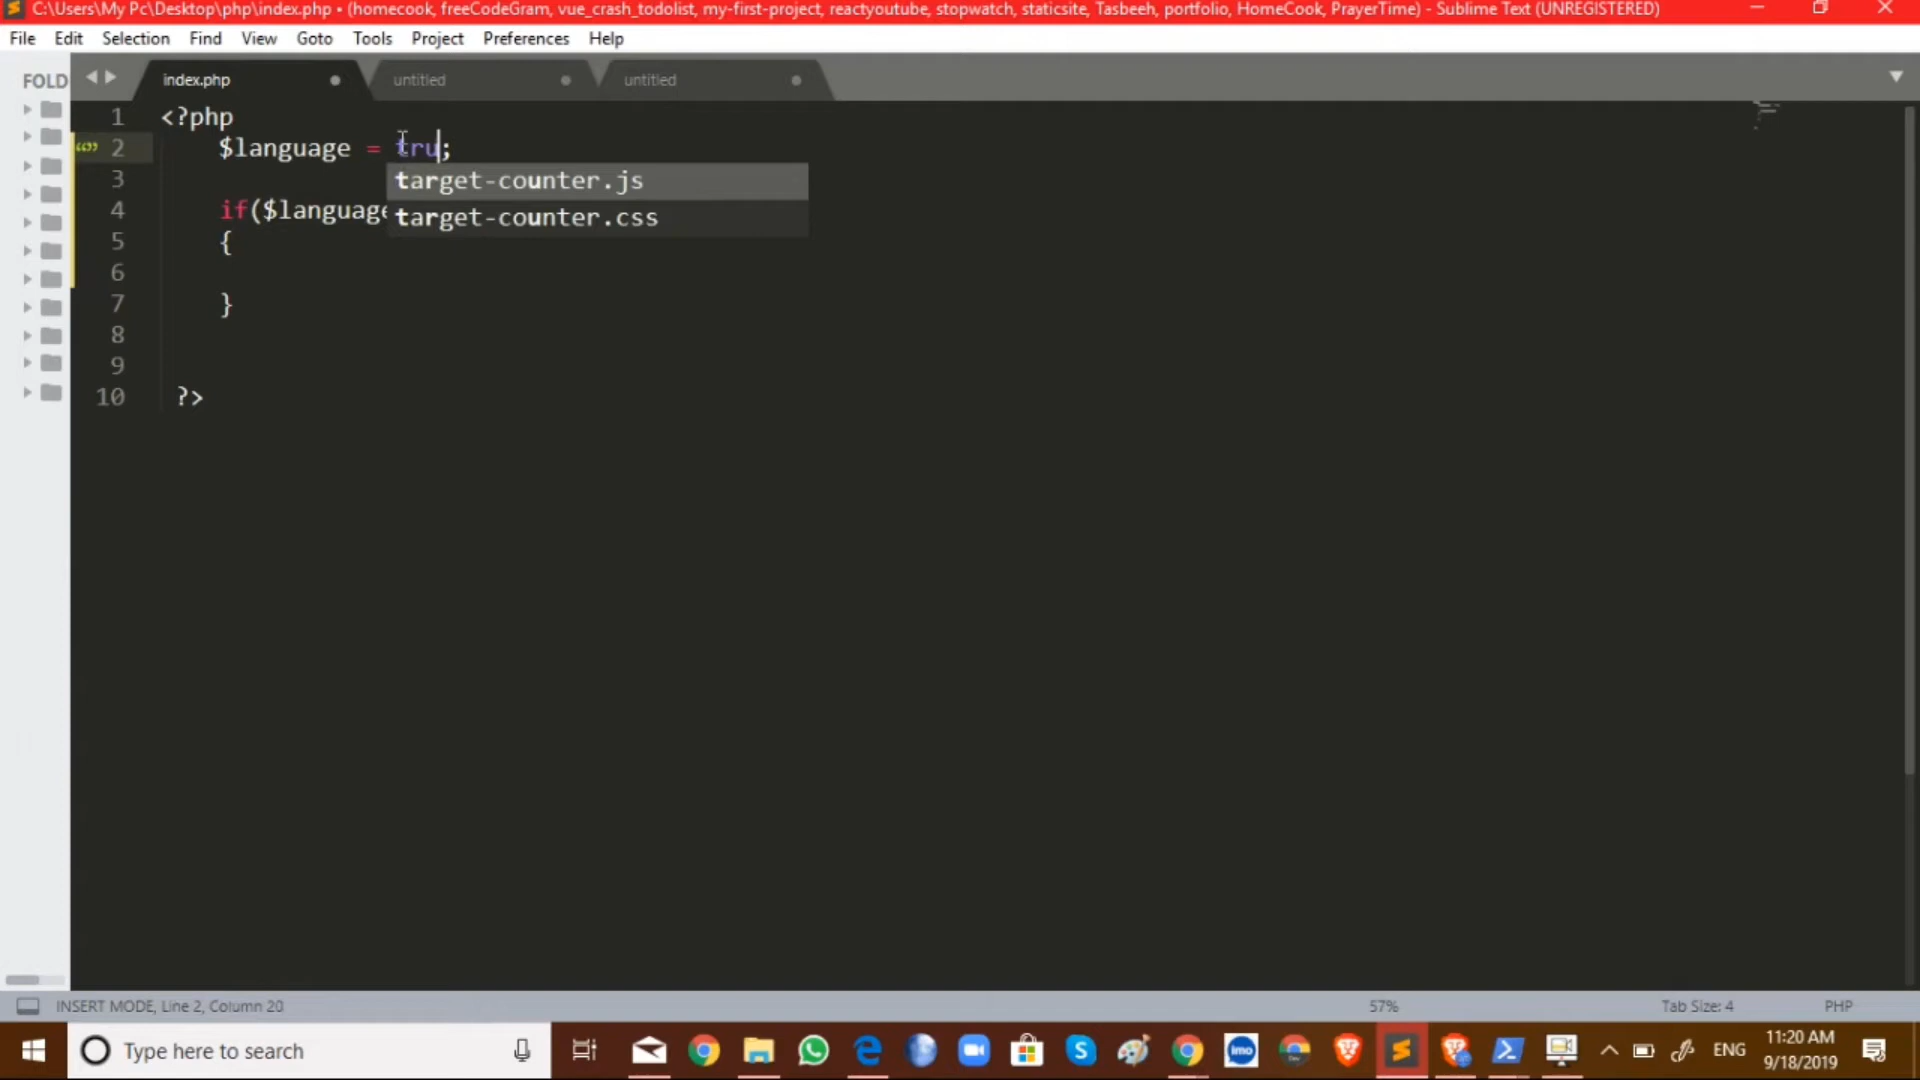 C:\Users\My Pc\Desktop\php\index.php • (homecook, freeCodeGram, vue_crash_todolist, my-first-project, reactyoutube, stopwatch, staticsite, Tasbeeh, portfolio, HomeCook, PrayerTime) - Sublime Text (UNREGISTERED)
File Edit Selection Find View Goto Tools Project Preferences Help
FOLD
index.php untitled untitled
1 <?php
2 $language = tru;
3 target-counter.js
4 if($language target-counter.css
5 {
6
7 }
8
9
10 ?>
INSERT MODE, Line 2, Column 20 57% Tab Size: 4 PHP
Type here to search imo Dev ENG 11:20 AM
9/18/2019